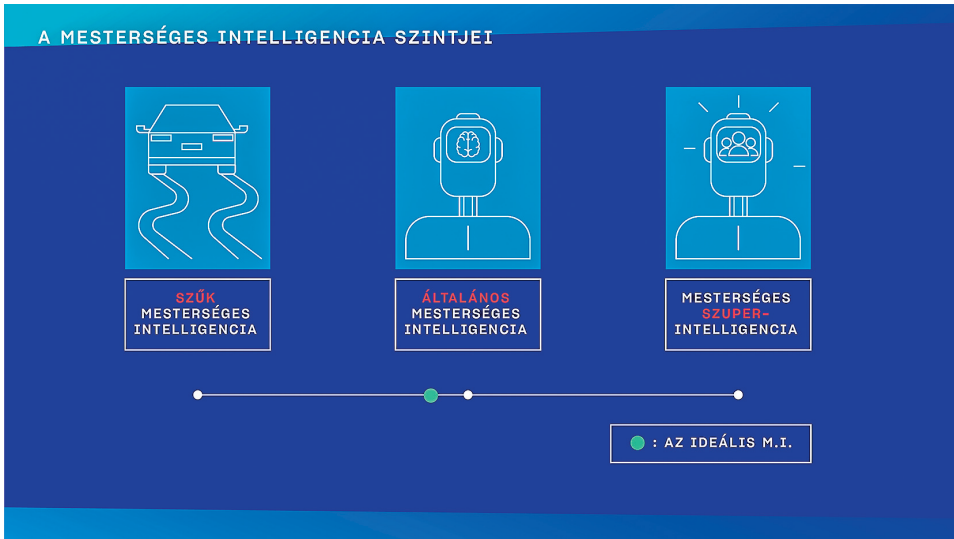 A MESTERSÉGES INTELLIGENCIA SZINTJEI
SZŰK
MESTERSÉGES
INTELLIGENCIA
ÁLTALÁNOS
MESTERSÉGES
INTELLIGENCIA
MESTERSÉGES
SZUPER-
INTELLIGENCIA
: AZ IDEÁLIS M.I.